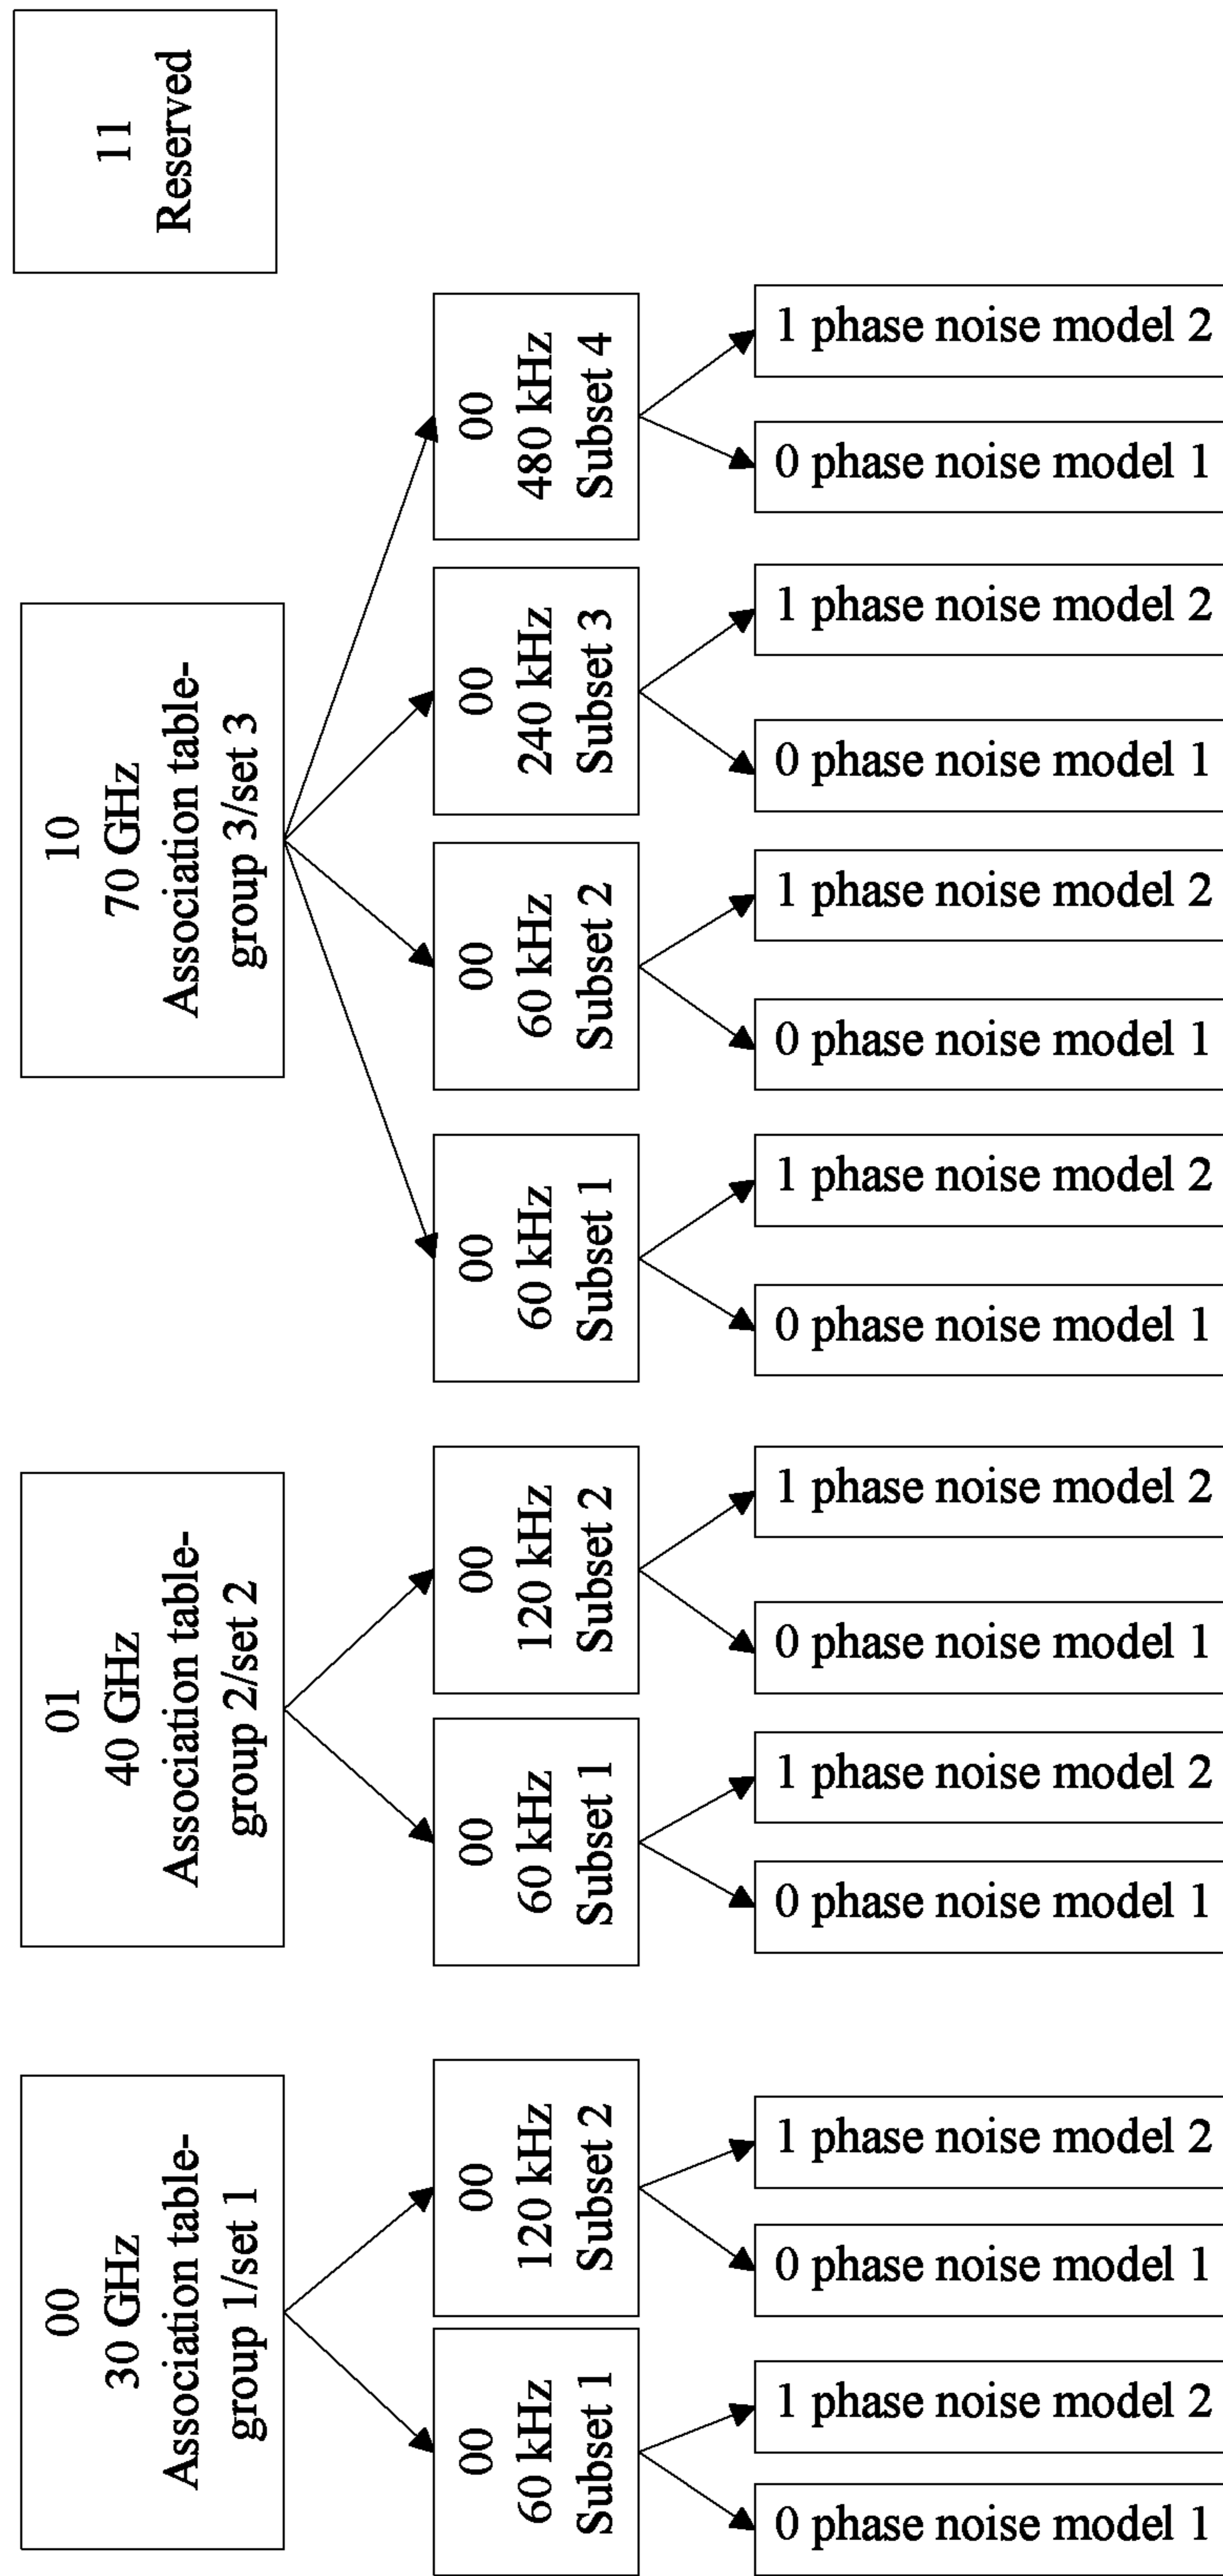 00
30 GHz
Association table-
group 1/set 1
01
40 GHz
Association table-
group 2/set 2
10
70 GHz
Association table-
group 3/set 3
11
Reserved
00
60 kHz
Subset 1
00
120 kHz
Subset 2
00
60 kHz
Subset 1
00
120 kHz
Subset 2
00
60 kHz
Subset 1
00
60 kHz
Subset 2
00
240 kHz
Subset 3
00
480 kHz
Subset 4
0 phase noise model 1
1 phase noise model 2
0 phase noise model 1
1 phase noise model 2
0 phase noise model 1
1 phase noise model 2
0 phase noise model 1
1 phase noise model 2
0 phase noise model 1
1 phase noise model 2
0 phase noise model 1
1 phase noise model 2
0 phase noise model 1
1 phase noise model 2
0 phase noise model 1
1 phase noise model 2